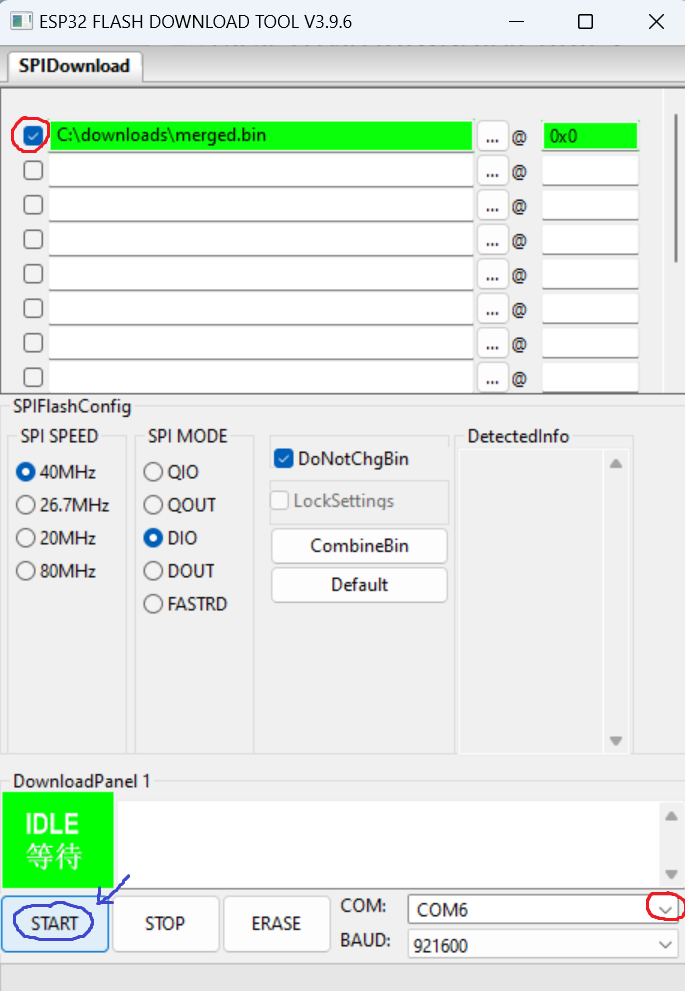 ESP32 FLASH DOWNLOAD TOOL V3.9.6
SPIDownload
C:\downloads\merged.bin ... @ 0x0
... @
... @
... @
... @
... @
... @
... @
SPIFlashConfig
SPI SPEED
40MHz
26.7MHz
20MHz
80MHz
SPI MODE
QIO
QOUT
DIO
DOUT
FASTRD
DoNotChgBin
LockSettings
CombineBin
Default
DetectedInfo
DownloadPanel 1
IDLE
等待
START STOP ERASE
COM: COM6
BAUD: 921600